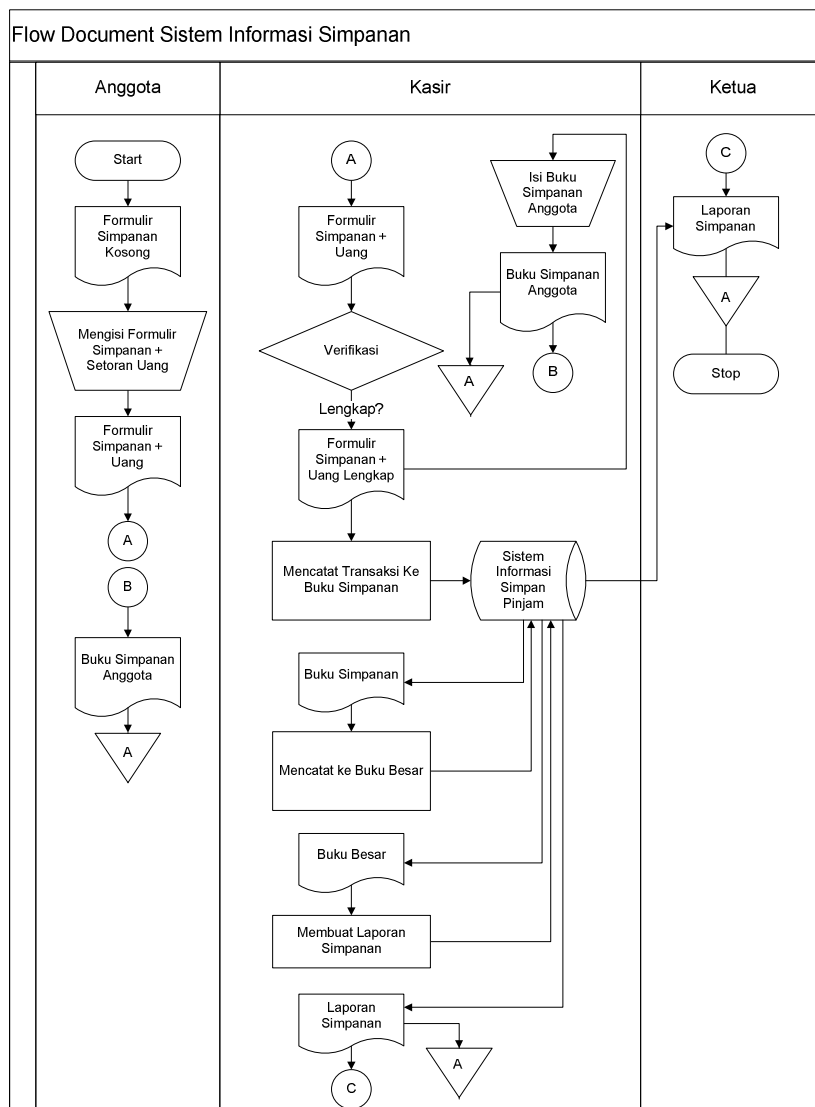 Flow Document Sistem Informasi Simpanan
Anggota
Kasir
Ketua
Start
Formulir
Simpanan
Kosong
Mengisi Formulir
Simpanan +
Setoran Uang
Formulir
Simpanan +
Uang
A
B
Buku Simpanan
Anggota
A
A
Formulir
Simpanan +
Uang
Verifikasi
Lengkap?
Formulir
Simpanan +
Uang Lengkap
Mencatat Transaksi Ke
Buku Simpanan
Isi Buku
Simpanan
Anggota
Buku Simpanan
Anggota
A
B
Sistem
Informasi
Simpan
Pinjam
Buku Simpanan
Mencatat ke Buku Besar
Buku Besar
Membuat Laporan
Simpanan
Laporan
Simpanan
A
C
C
Laporan
Simpanan
A
Stop